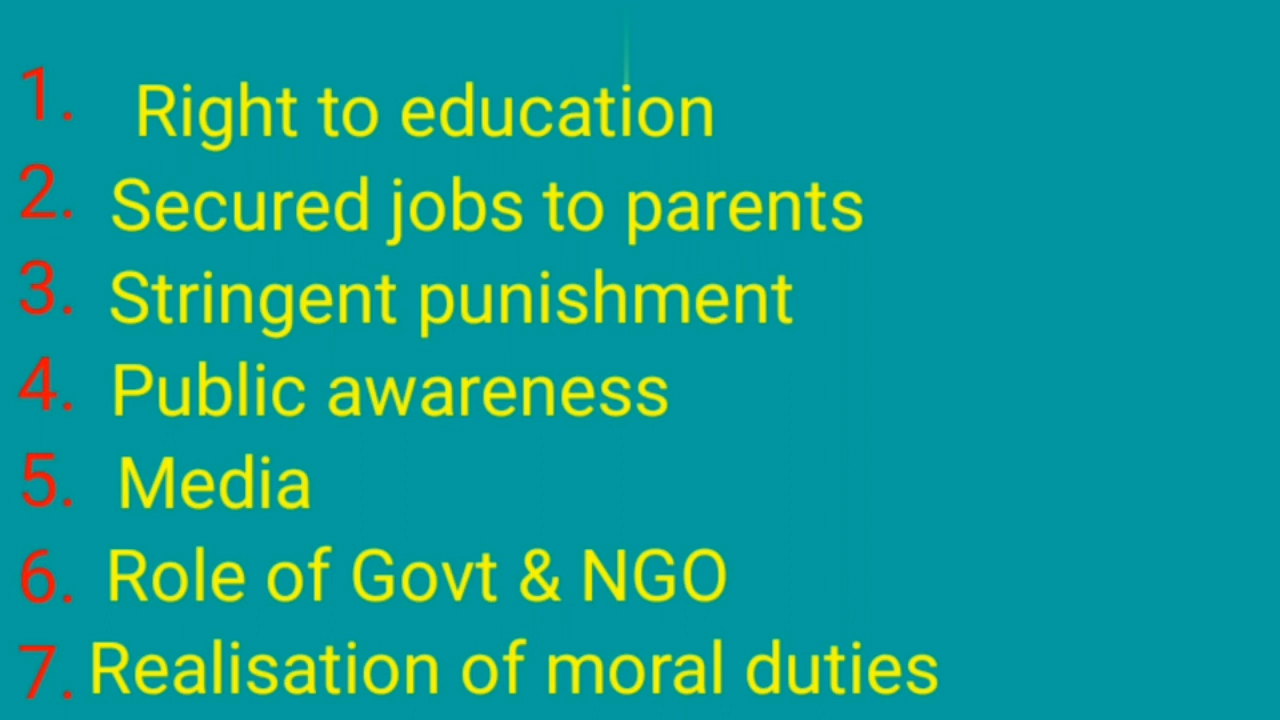 1. Right to education
2. Secured jobs to parents
3. Stringent punishment
4. Public awareness
5. Media
6. Role of Govt & NGO
7. Realisation of moral duties